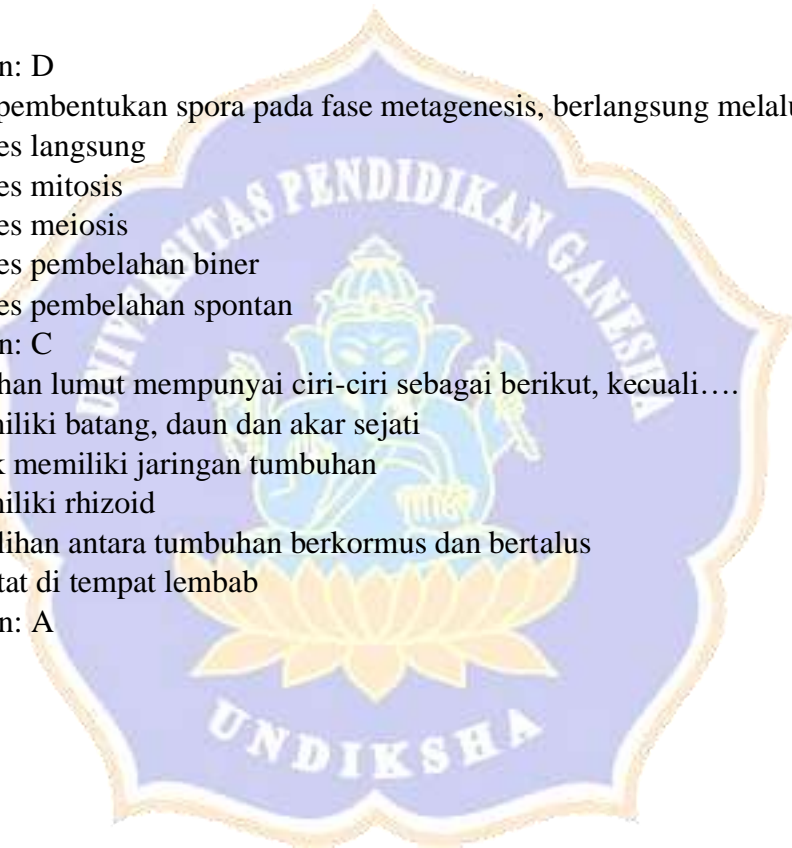 n: D
pembentukan spora pada fase metagenesis, berlangsung melalu
es langsung
es mitosis
es meiosis
es pembelahan biner
es pembelahan spontan
n: C
han lumut mempunyai ciri-ciri sebagai berikut, kecuali….
niliki batang, daun dan akar sejati
k memiliki jaringan tumbuhan
niliki rhizoid
lihan antara tumbuhan berkormus dan bertalus
tat di tempat lembab
n: A
UNIVERSITAS PENDIDIKAN GANESHA
UNDIKSHA